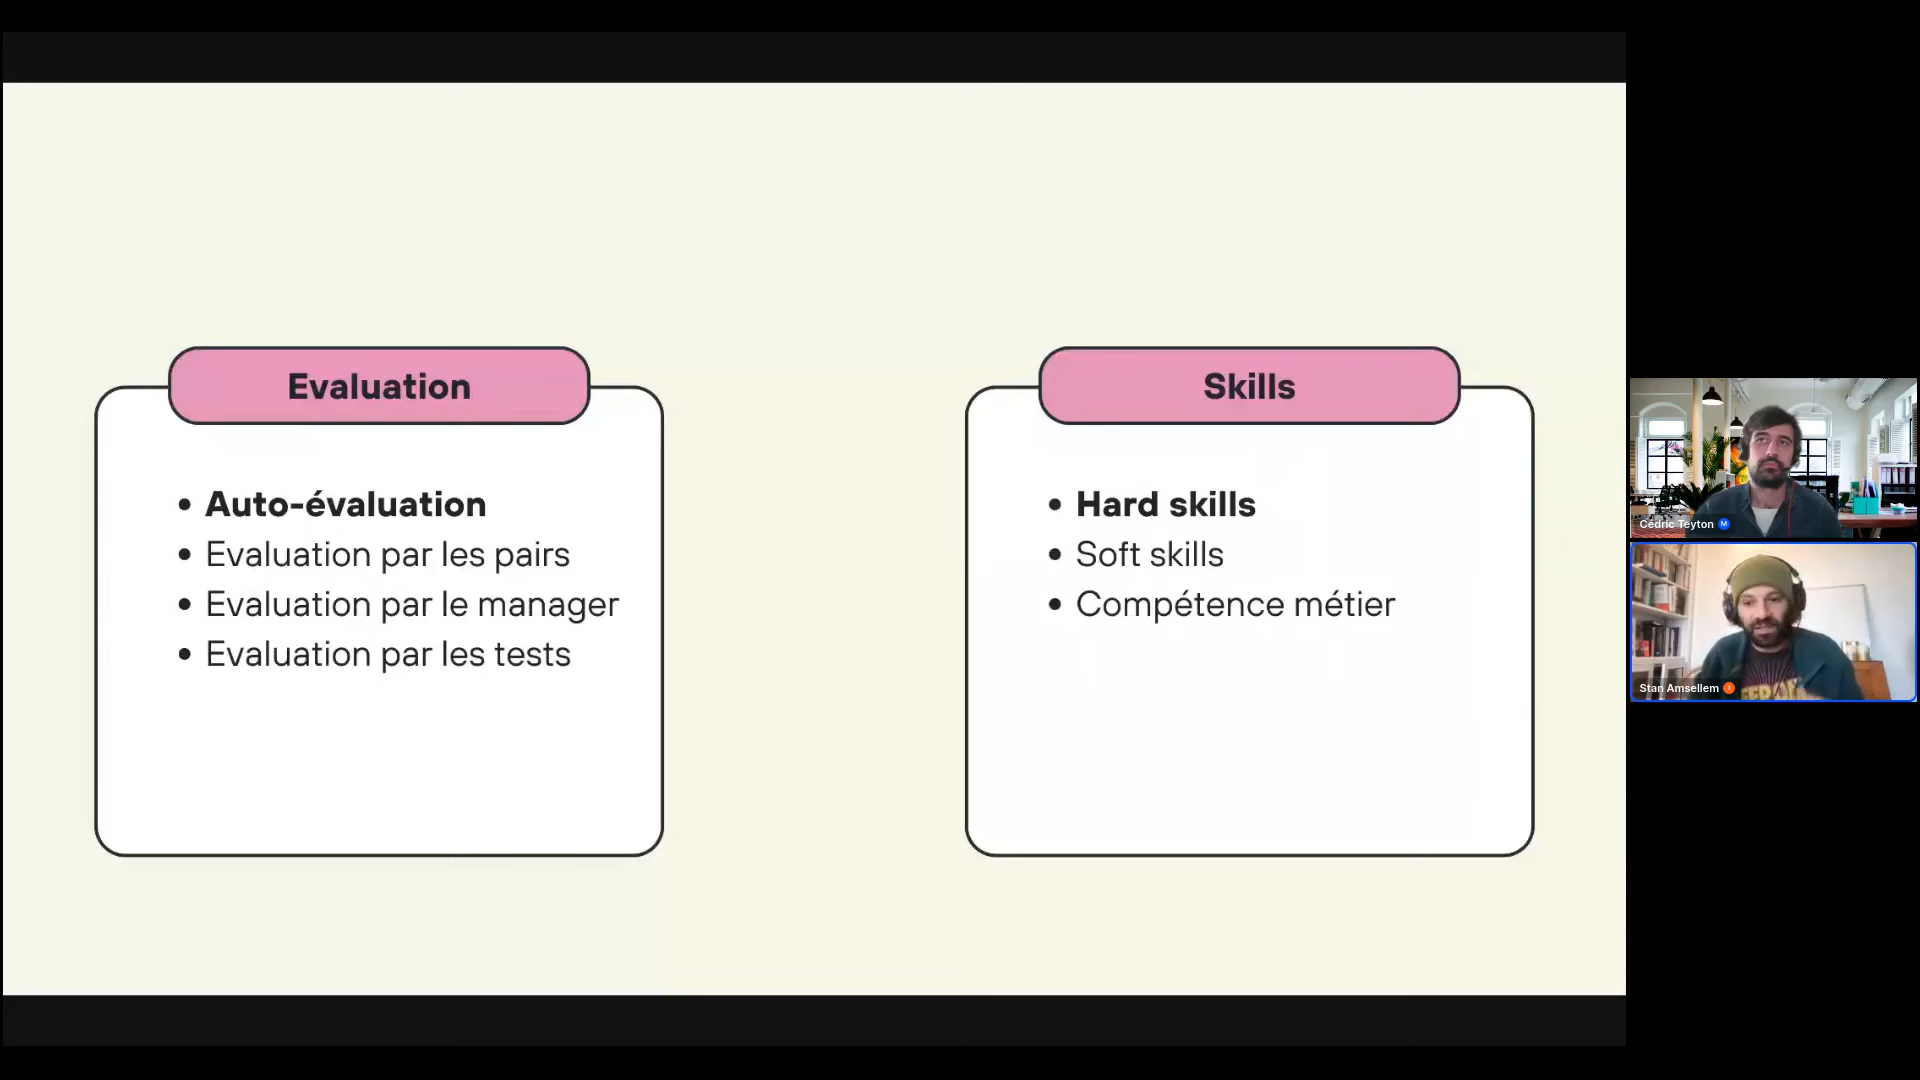 Evaluation
Auto-évaluation
Evaluation par les pairs
Evaluation par le manager
Evaluation par les tests
Skills
Hard skills
Soft skills
Compétence métier
Cédric Teyton M
Stan Amsellem